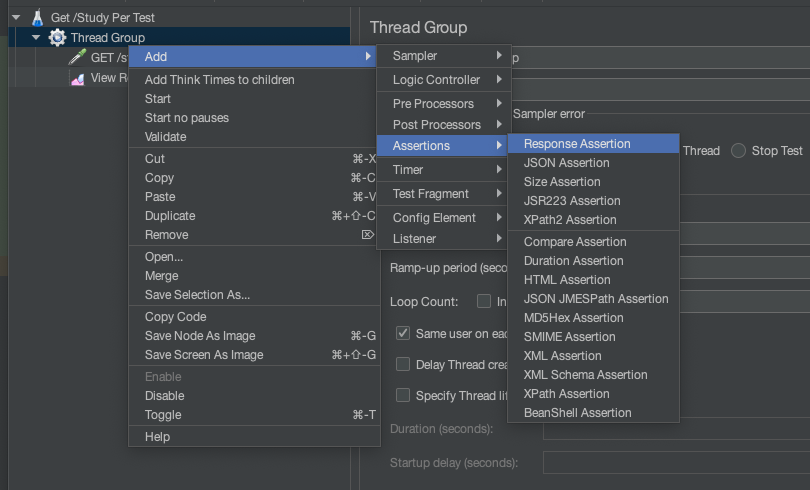 Get /Study Per Test
Thread Group
GET /s
View R
Thread Group
Sampler error
Thread
Stop Test
Ramp-up period (seco
Loop Count:
In
Same user on eac
Delay Thread crea
Specify Thread li
Duration (seconds):
Startup delay (seconds):
Add
Add Think Times to children
Start
Start no pauses
Validate
Cut ⌘-X
Copy ⌘-C
Paste ⌘-V
Duplicate ⌘+⇧-C
Remove ⌦
Open...
Merge
Save Selection As...
Copy Code
Save Node As Image ⌘-G
Save Screen As Image ⌘+⇧-G
Enable
Disable
Toggle ⌘-T
Help
Sampler
Logic Controller
Pre Processors
Post Processors
Assertions
Timer
Test Fragment
Config Element
Listener
Response Assertion
JSON Assertion
Size Assertion
JSR223 Assertion
XPath2 Assertion
Compare Assertion
Duration Assertion
HTML Assertion
JSON JMESPath Assertion
MD5Hex Assertion
SMIME Assertion
XML Assertion
XML Schema Assertion
XPath Assertion
BeanShell Assertion